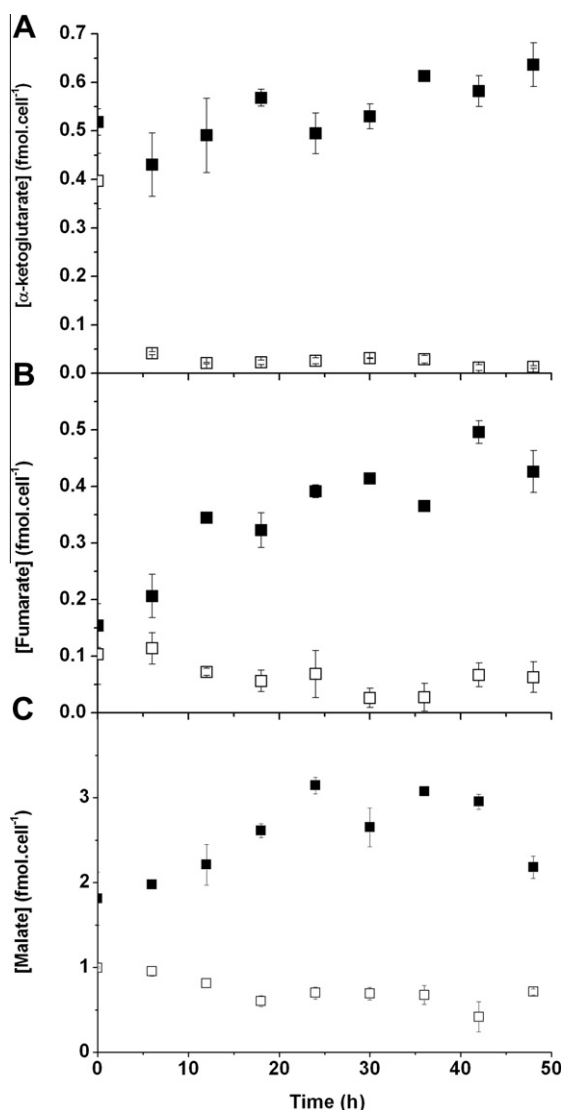 A
0.7
0.6
0.5
0.4
0.3
0.2
0.1
0.0
[α-ketoglutarate] (fmol.cell⁻¹)
B
0.5
0.4
0.3
0.2
0.1
0.0
[Fumarate] (fmol.cell⁻¹)
C
3
2
1
0
[Malate] (fmol.cell⁻¹)
0 10 20 30 40 50
Time (h)